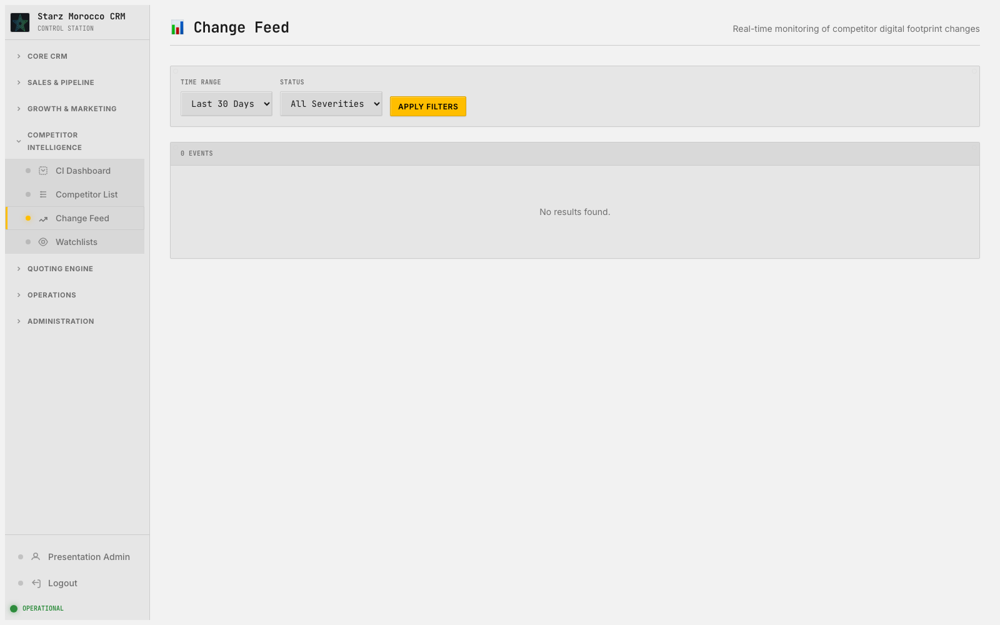 Starz Morocco CRM
CONTROL STATION
CORE CRM
SALES & PIPELINE
GROWTH & MARKETING
COMPETITOR
INTELLIGENCE
CI Dashboard
Competitor List
Change Feed
Watchlists
QUOTING ENGINE
OPERATIONS
ADMINISTRATION
Presentation Admin
Logout
OPERATIONAL
Change Feed
Real-time monitoring of competitor digital footprint changes
TIME RANGE
STATUS
Last 30 Days
All Severities
APPLY FILTERS
0 EVENTS
No results found.